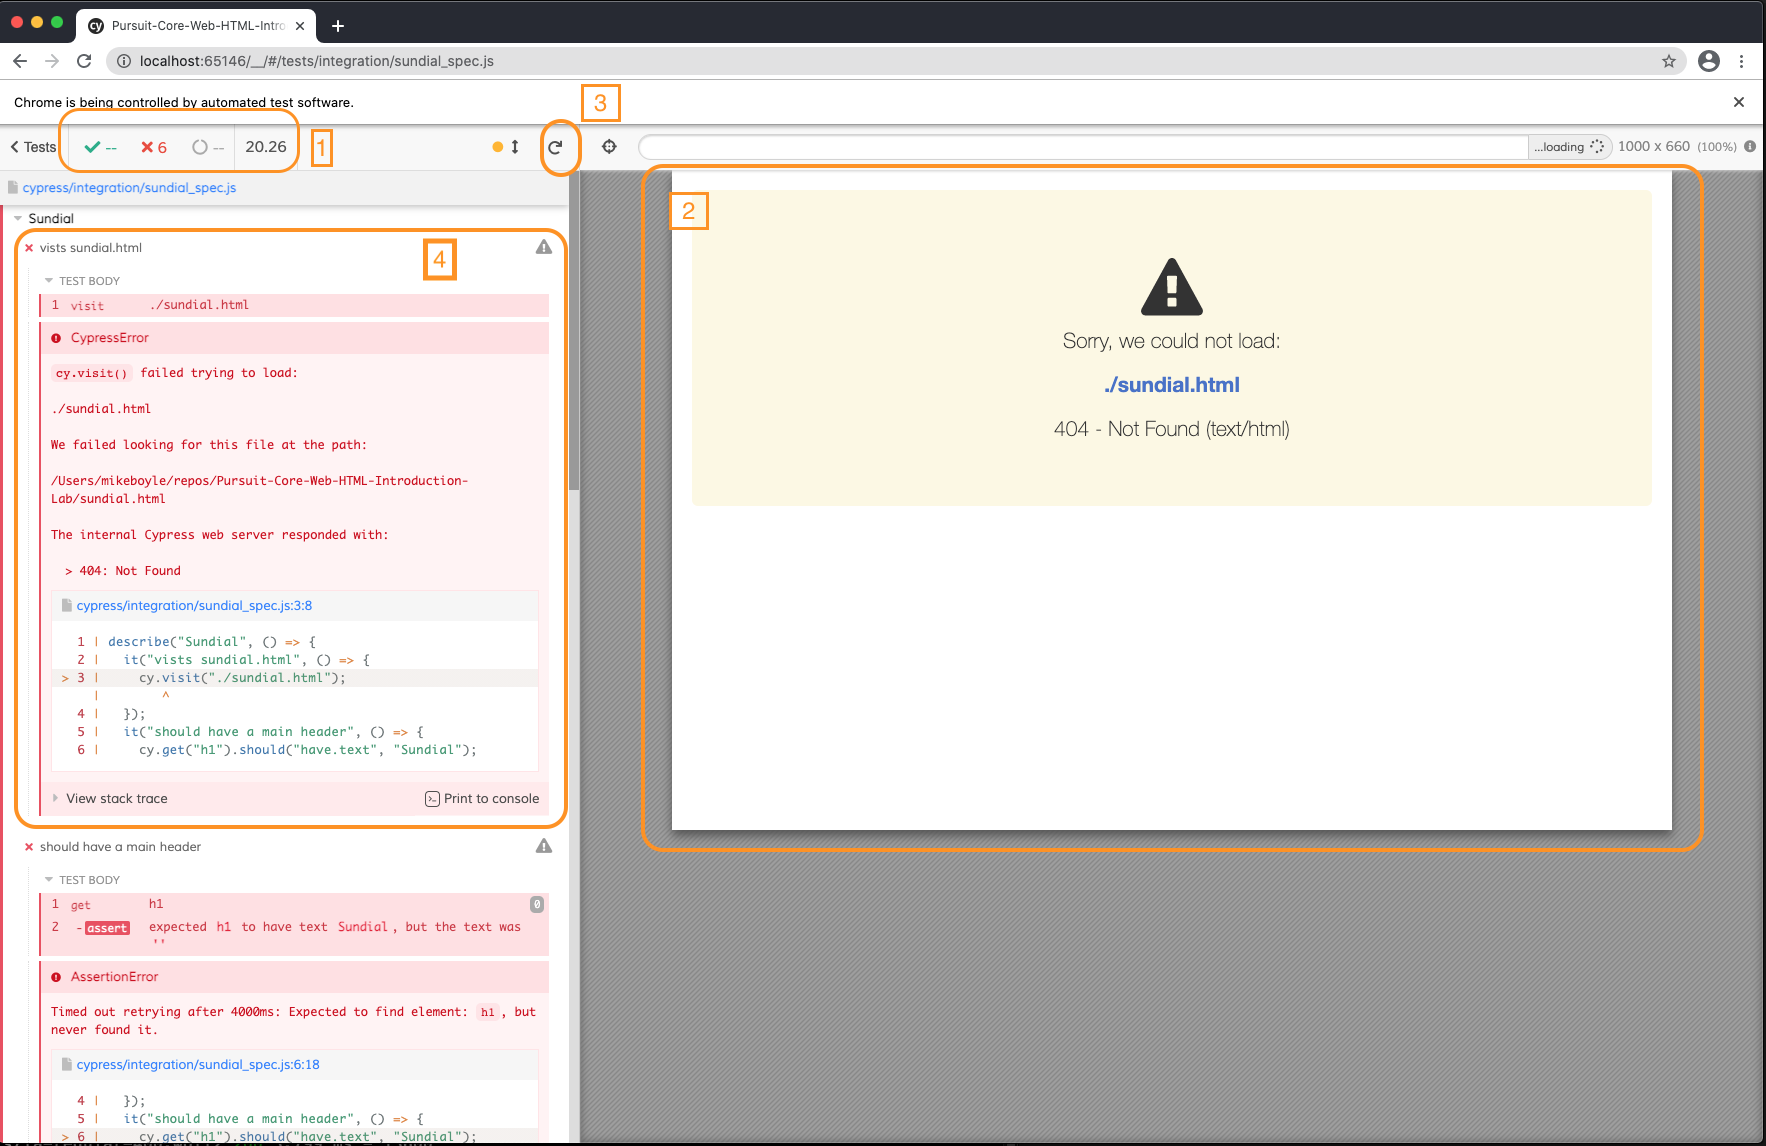 cy Pursuit-Core-Web-HTML-Intro
localhost:65146/__/#/tests/integration/sundial_spec.js
Chrome is being controlled by automated test software.
3
Tests -- 6 -- 20.26
1
...loading 1000 x 660 (100%)
cypress/integration/sundial_spec.js
Sundial
vists sundial.html
4
TEST BODY
1 visit ./sundial.html
CypressError
cy.visit() failed trying to load:
./sundial.html
We failed looking for this file at the path:
/Users/mikeboyle/repos/Pursuit-Core-Web-HTML-Introduction-
Lab/sundial.html
The internal Cypress web server responded with:
> 404: Not Found
cypress/integration/sundial_spec.js:3:8
1 | describe("Sundial", () => {
2 | it("vists sundial.html", () => {
> 3 | cy.visit("./sundial.html");
| ^
4 | });
5 | it("should have a main header", () => {
6 | cy.get("h1").should("have.text", "Sundial");
View stack trace Print to console
should have a main header
TEST BODY
1 get h1 0
2 -assert expected h1 to have text Sundial, but the text was
''
AssertionError
Timed out retrying after 4000ms: Expected to find element: h1, but
never found it.
cypress/integration/sundial_spec.js:6:18
4 | });
5 | it("should have a main header", () => {
> 6 | cy.get("h1").should("have.text", "Sundial");
2
Sorry, we could not load:
./sundial.html
404 - Not Found (text/html)